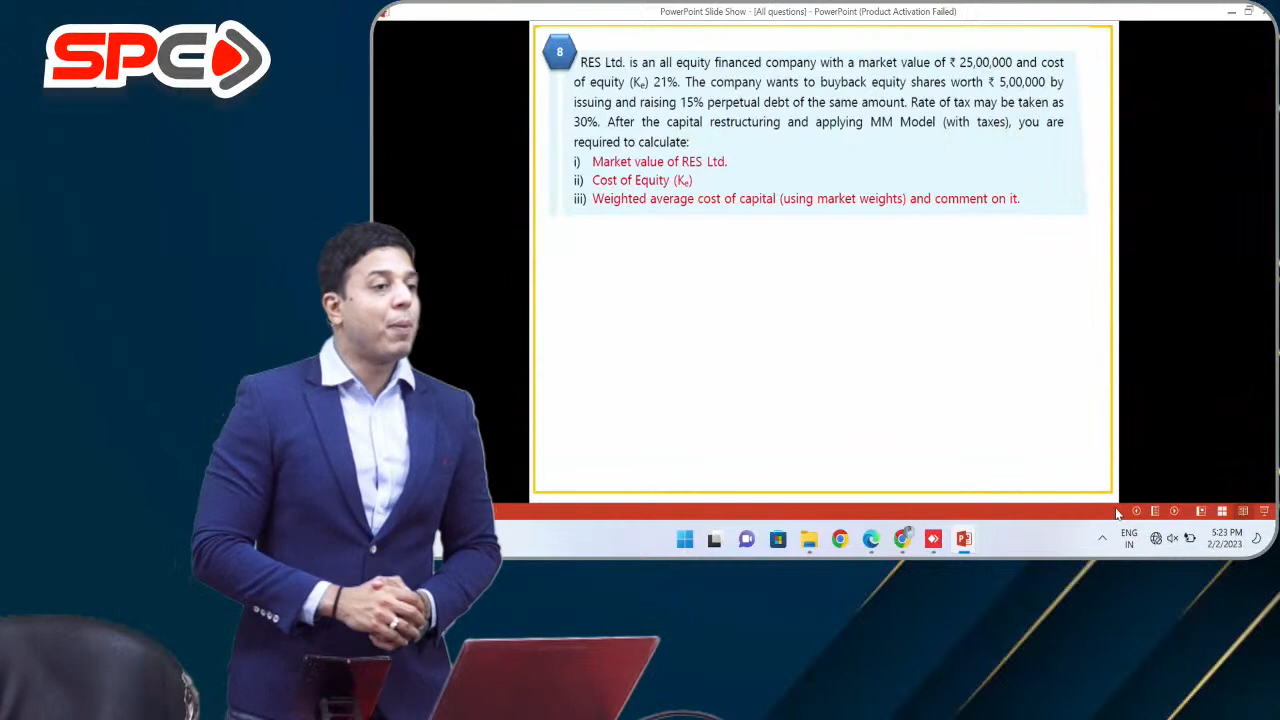 SPC
PowerPoint Slide Show - [All questions] - PowerPoint (Product Activation Failed)
8
RES Ltd. is an all equity financed company with a market value of ₹ 25,00,000 and cost
of equity (Ke) 21%. The company wants to buyback equity shares worth ₹ 5,00,000 by
issuing and raising 15% perpetual debt of the same amount. Rate of tax may be taken as
30%. After the capital restructuring and applying MM Model (with taxes), you are
required to calculate:
i) Market value of RES Ltd.
ii) Cost of Equity (Ke)
iii) Weighted average cost of capital (using market weights) and comment on it.
ENG
IN
5:23 PM
2/2/2023